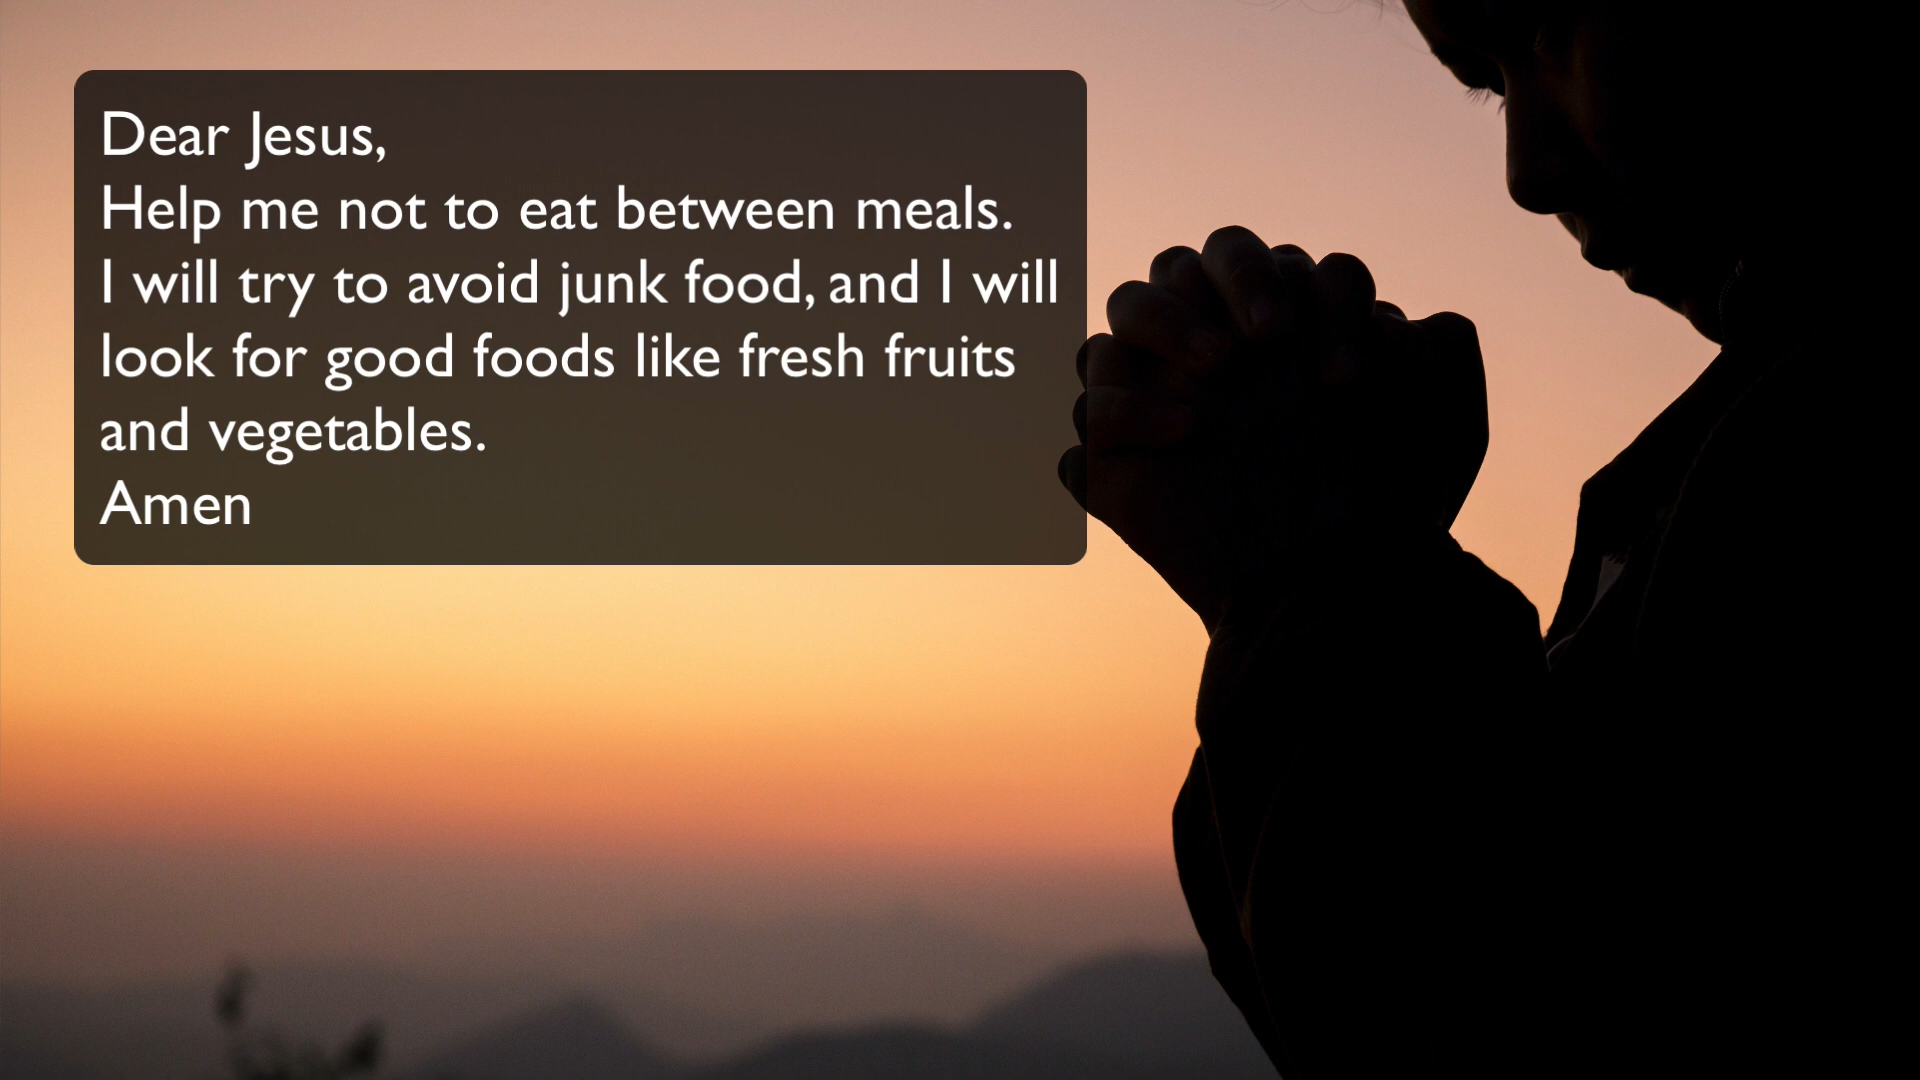 Dear Jesus,
Help me not to eat between meals.
I will try to avoid junk food, and I will
look for good foods like fresh fruits
and vegetables.
Amen